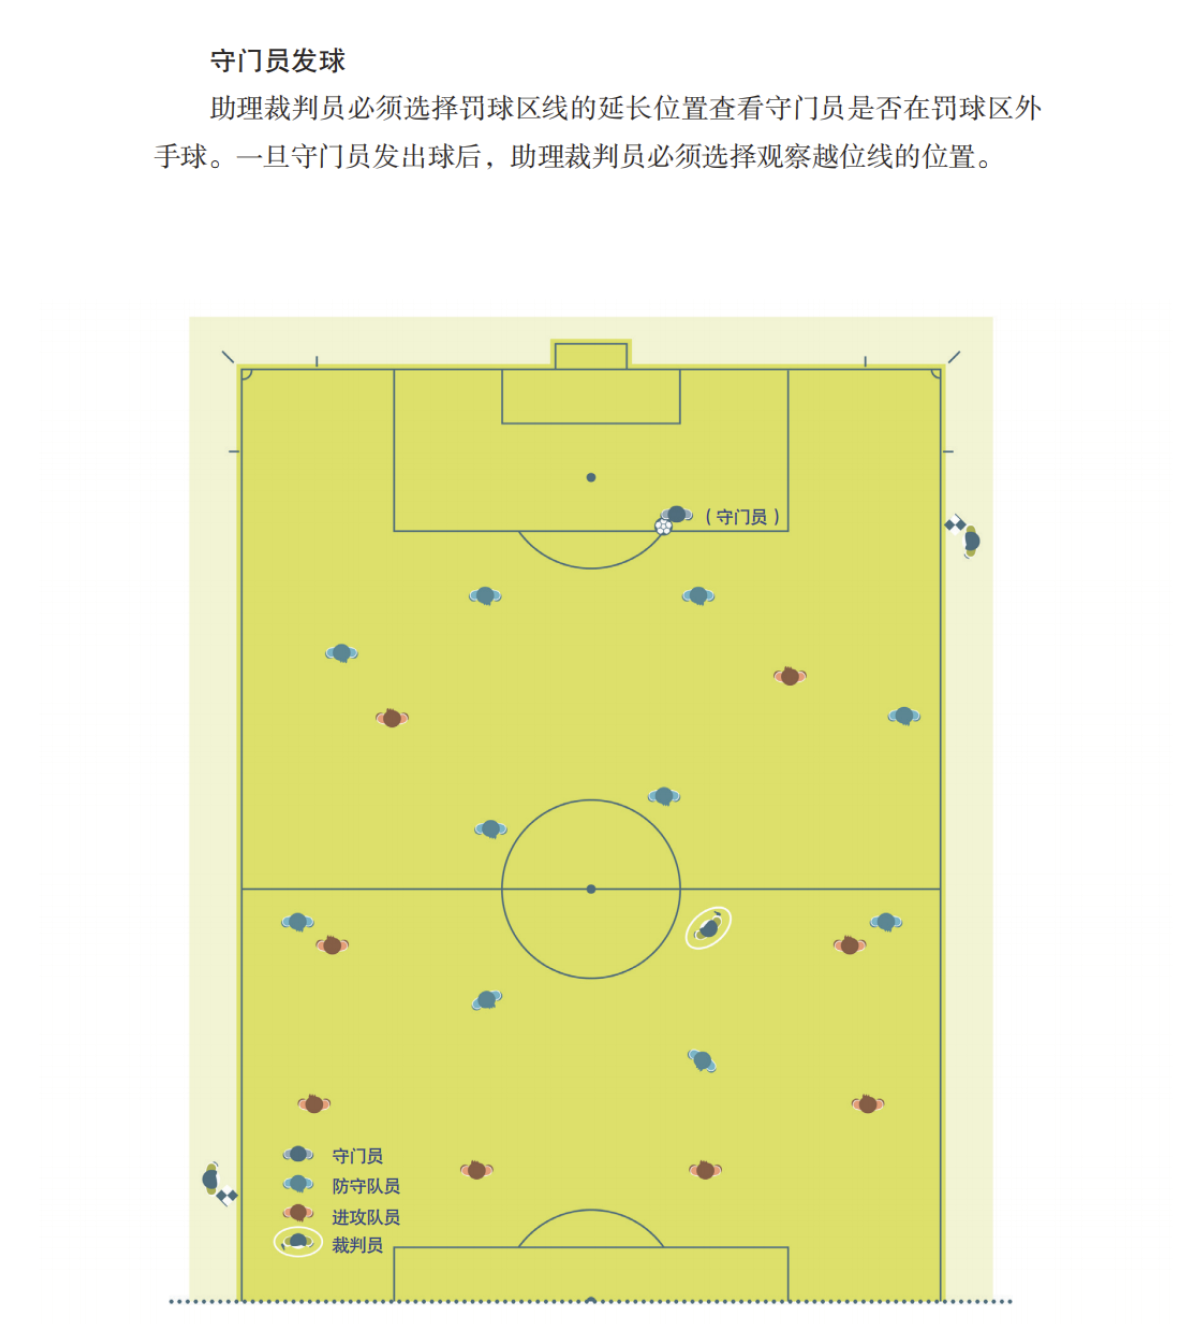 守门员发球
助理裁判员必须选择罚球区线的延长位置查看守门员是否在罚球区外
手球。一旦守门员发出球后，助理裁判员必须选择观察越位线的位置。
（守门员）
守门员
防守队员
进攻队员
裁判员